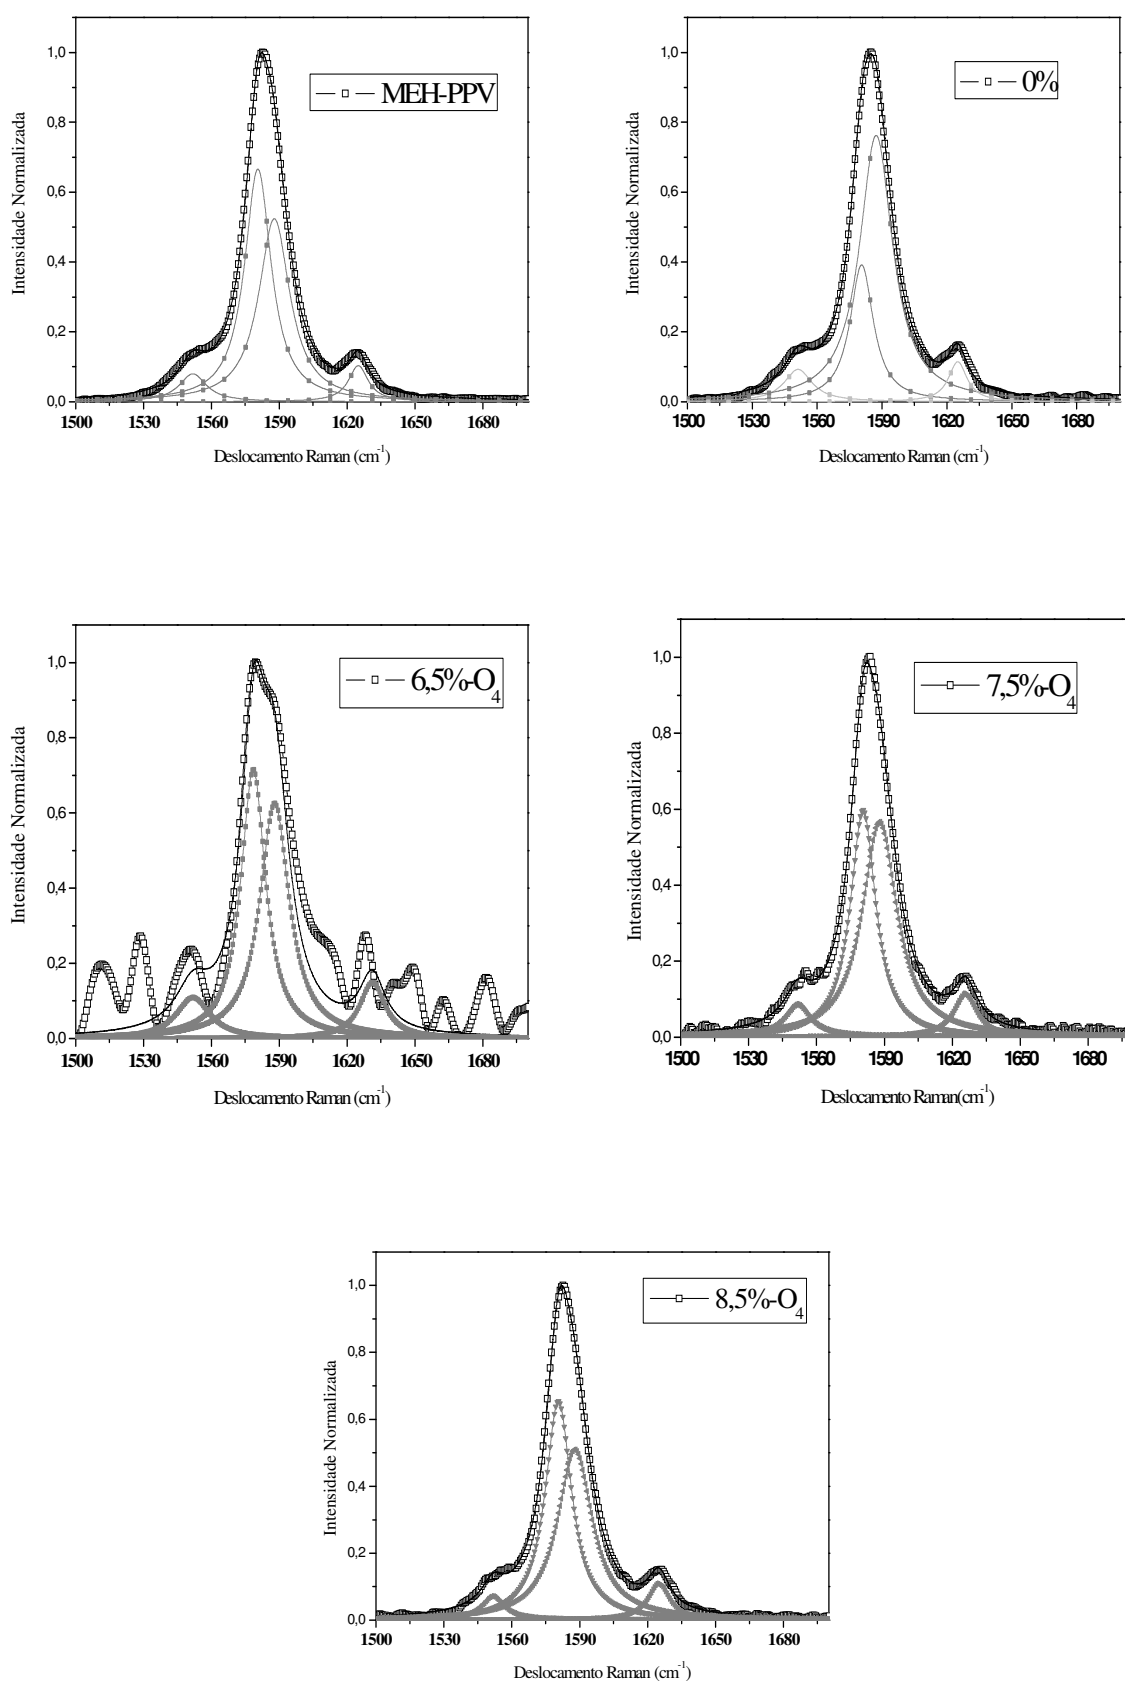 MEH-PPV
Intensidade Normalizada
1,0
0,8
0,6
0,4
0,2
0,0
1500 1530 1560 1590 1620 1650 1680
Deslocamento Raman (cm⁻¹)
0%
Intensidade Normalizada
1,0
0,8
0,6
0,4
0,2
0,0
1500 1530 1560 1590 1620 1650 1680
Deslocamento Raman (cm⁻¹)
6,5%-O₄
Intensidade Normalizada
1,0
0,8
0,6
0,4
0,2
0,0
1500 1530 1560 1590 1620 1650 1680
Deslocamento Raman (cm⁻¹)
7,5%-O₄
Intensidade Normalizada
1,0
0,8
0,6
0,4
0,2
0,0
1500 1530 1560 1590 1620 1650 1680
Deslocamento Raman(cm⁻¹)
8,5%-O₄
Intensidade Normalizada
1,0
0,8
0,6
0,4
0,2
0,0
1500 1530 1560 1590 1620 1650 1680
Deslocamento Raman (cm⁻¹)